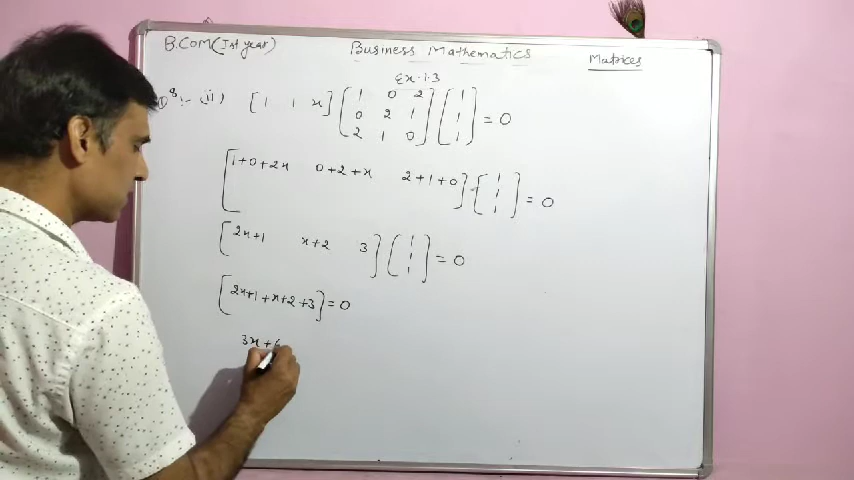 B.COM (Ist year) Business Mathematics Matrices
Ex-1.3
Q8:- (ii) [1 1 x] [1 0 2; 0 2 1; 2 1 0] [1; 1; 1] = 0
[1+0+2x 0+2+x 2+1+0] [1; 1; 1] = 0
[2x+1 x+2 3] [1; 1; 1] = 0
[2x+1+x+2+3] = 0
3x+6